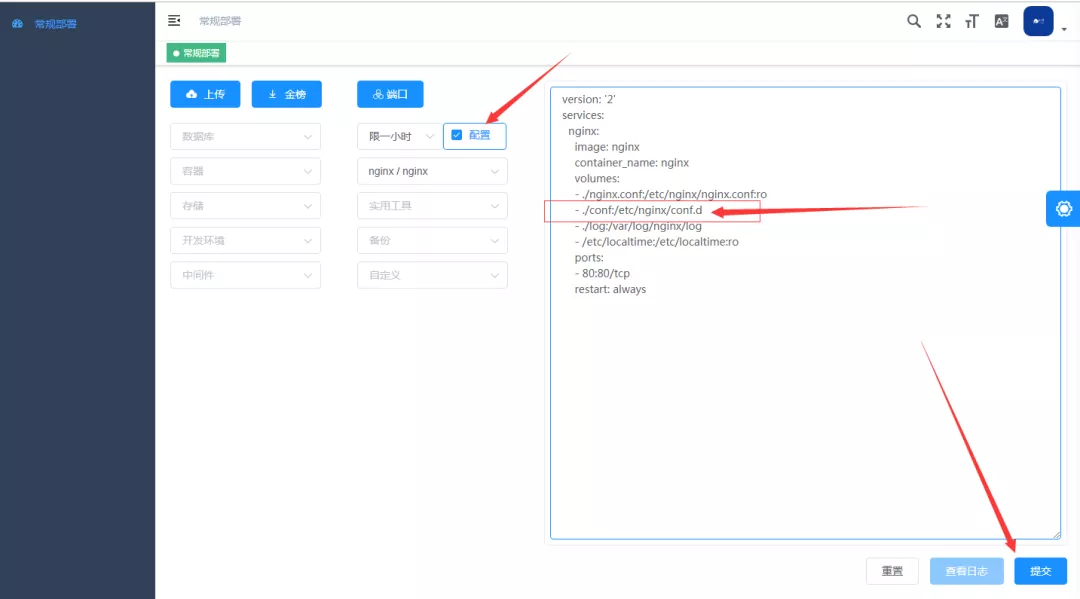 常规部署
常规部署
常规部署
上传
金榜
端口
数据库
限一小时
配置
容器
nginx / nginx
存储
实用工具
开发环境
备份
中间件
自定义
version: '2'
services:
nginx:
image: nginx
container_name: nginx
volumes:
- ./nginx.conf:/etc/nginx/nginx.conf:ro
- ./conf:/etc/nginx/conf.d
- ./log:/var/log/nginx/log
- /etc/localtime:/etc/localtime:ro
ports:
- 80:80/tcp
restart: always
重置
查看日志
提交